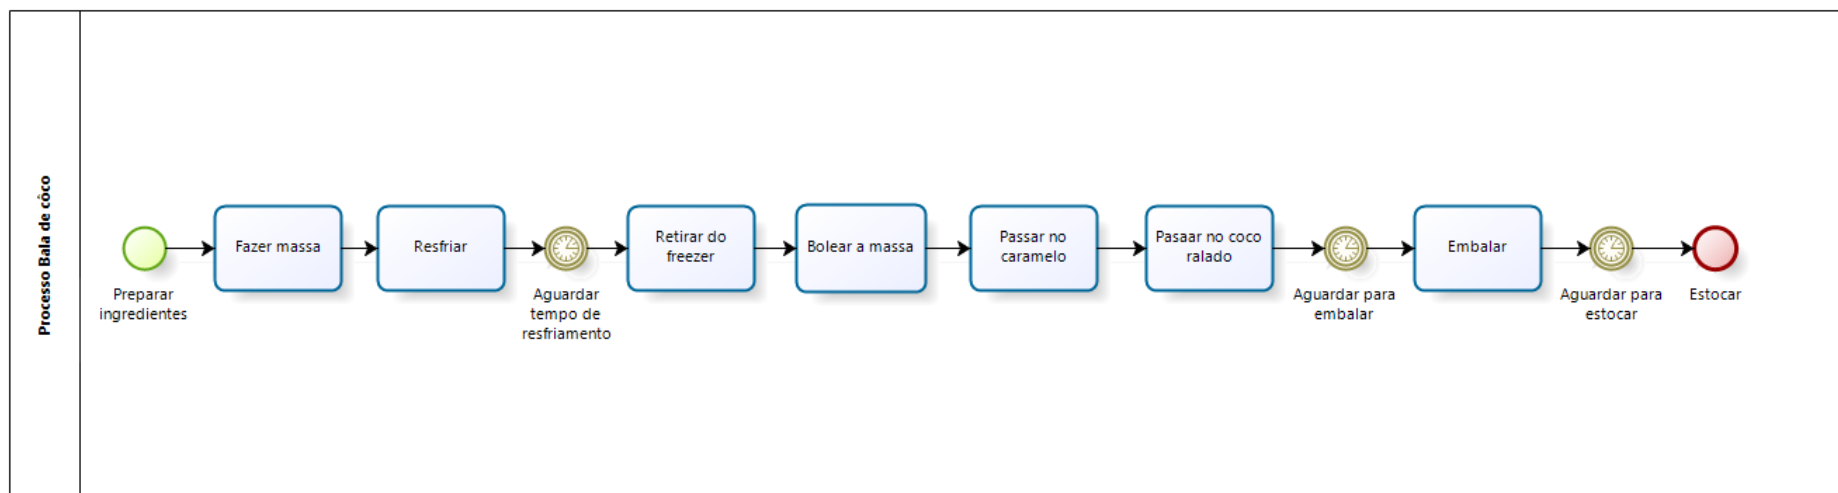 Processo Bala de côco
Preparar
ingredientes
Fazer massa
Resfriar
Aguardar
tempo de
resfriamento
Retirar do
freezer
Bolear a massa
Passar no
caramelo
Pasaar no coco
ralado
Aguardar para
embalar
Embalar
Aguardar para
estocar
Estocar